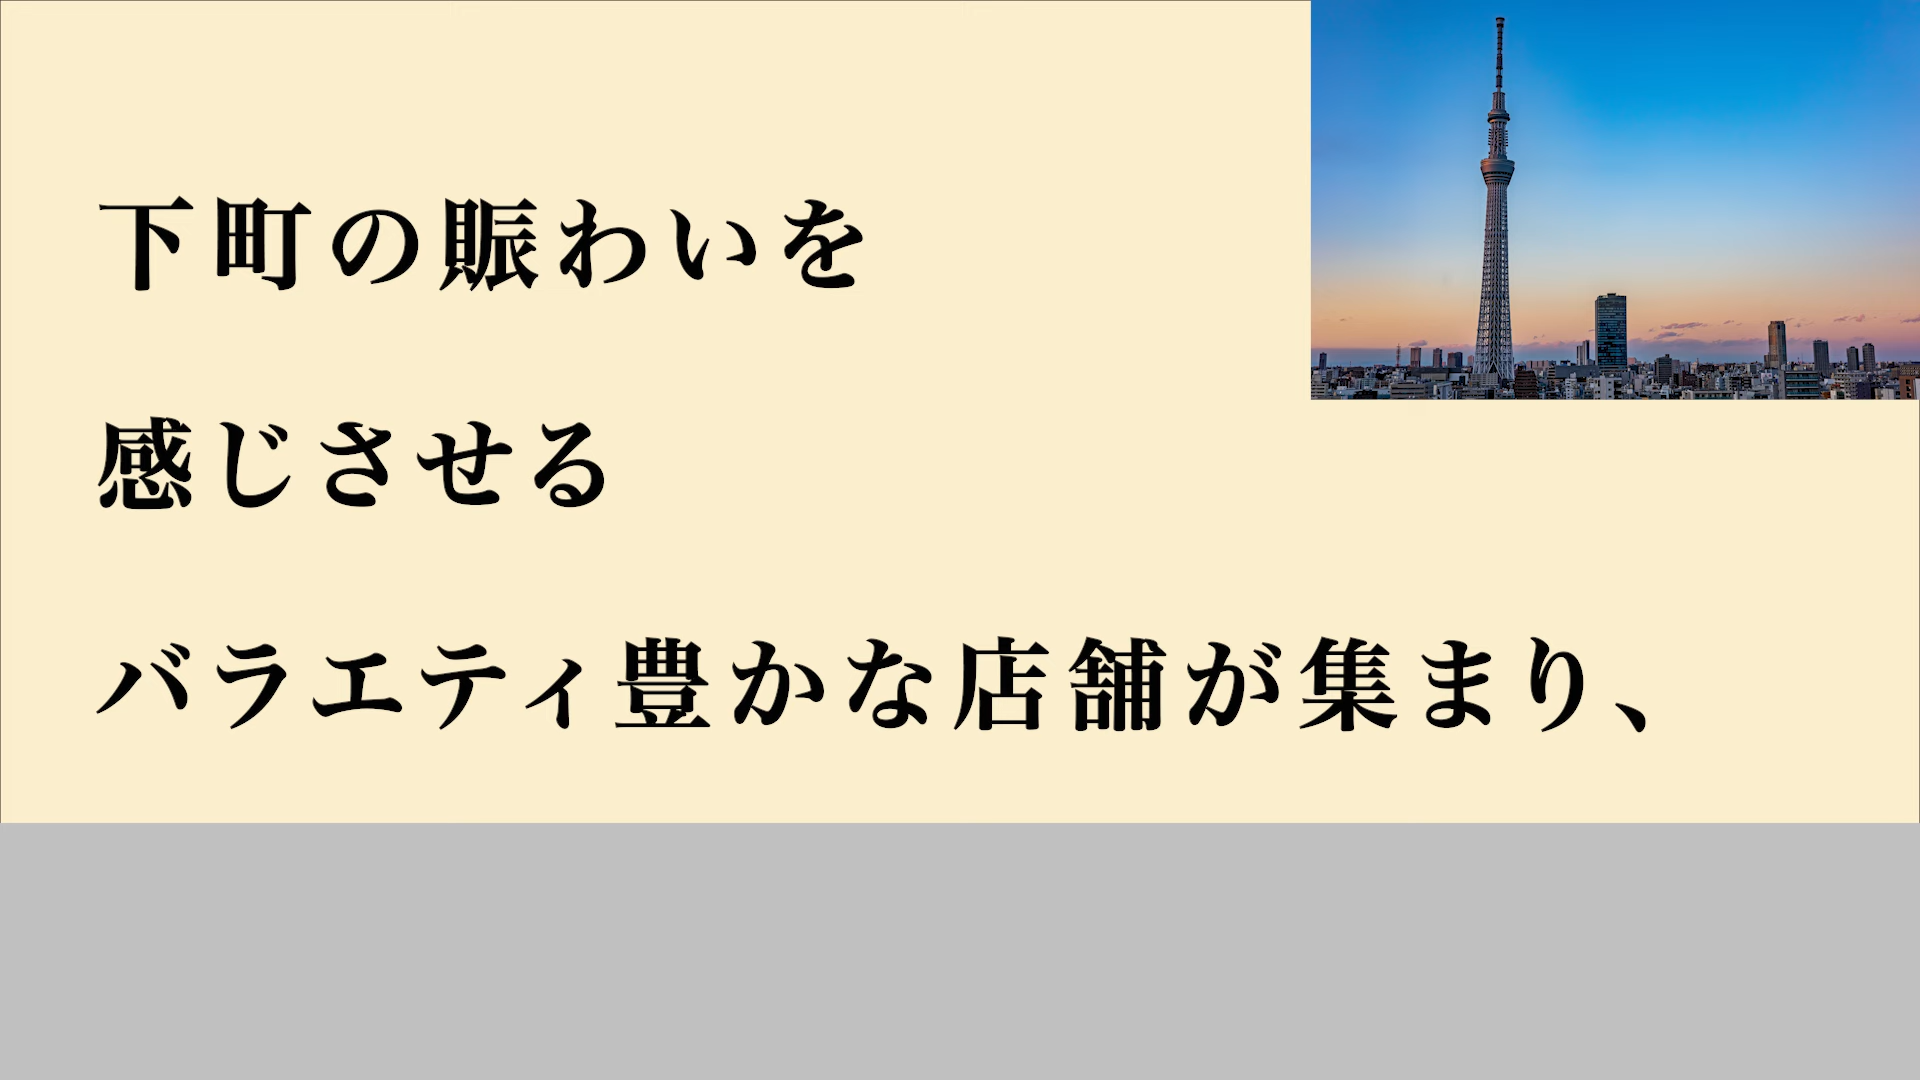 下町の賑わいを
感じさせる
バラエティ豊かな店舗が集まり、